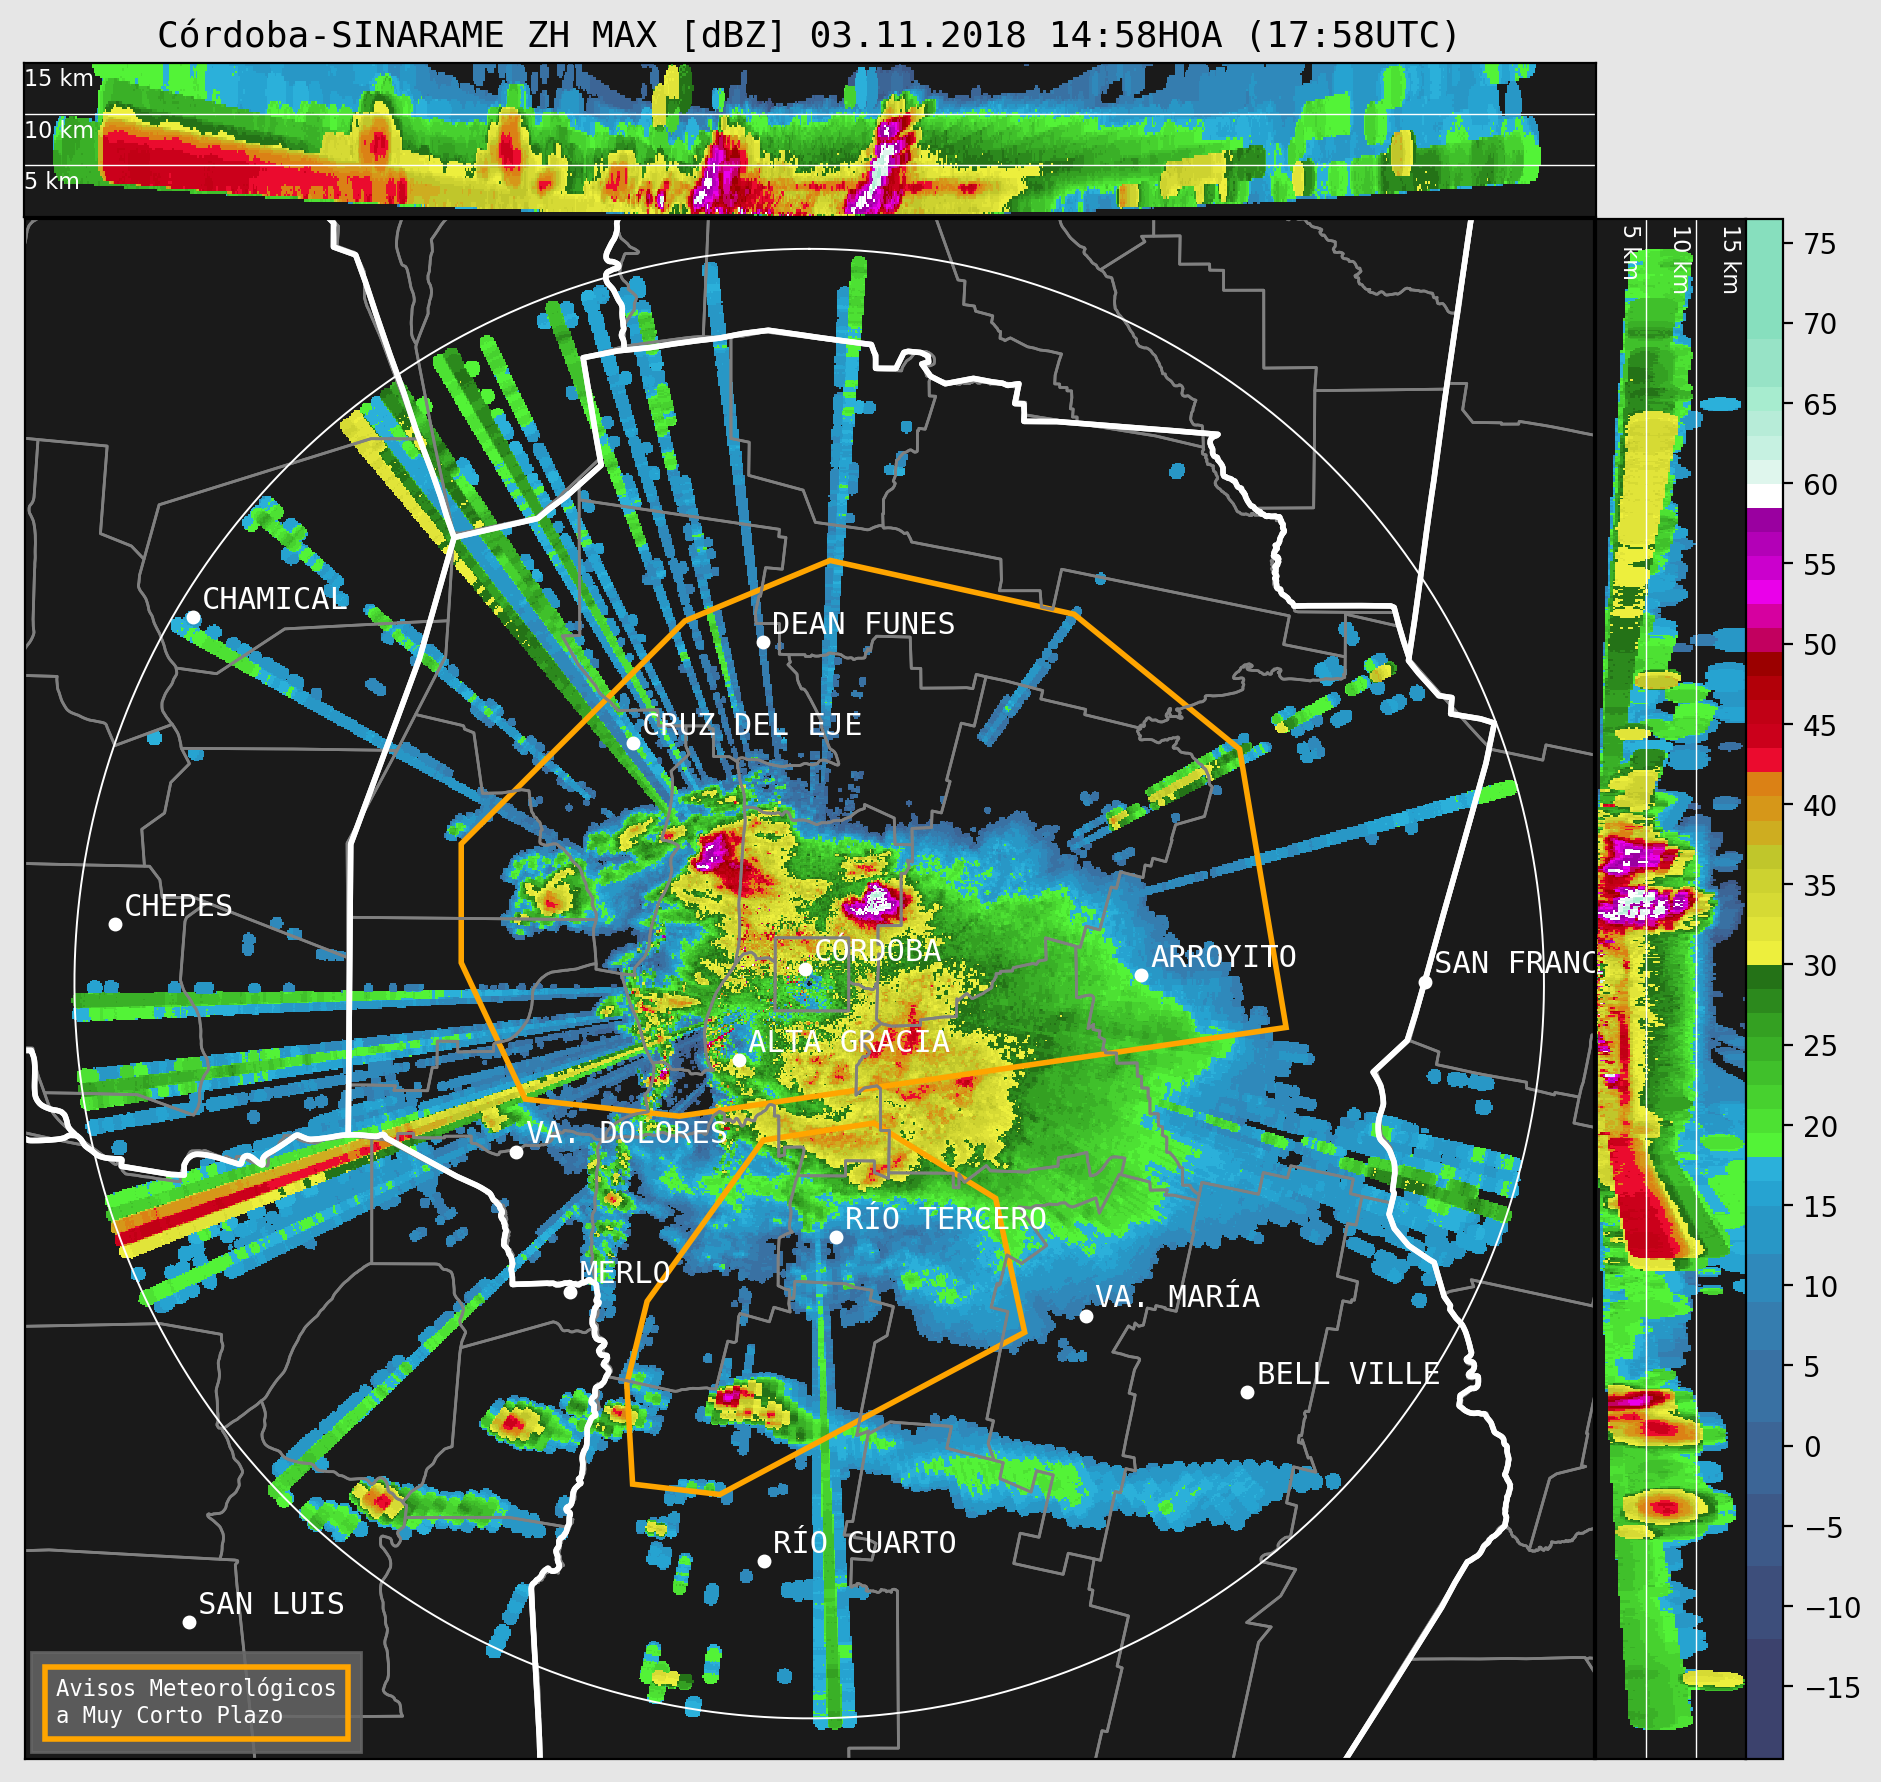 Córdoba-SINARAME ZH MAX [dBZ] 03.11.2018 14:58HOA (17:58UTC)
15 km
10 km
5 km
5 km
10 km
15 km
75
70
65
60
55
50
45
40
35
30
25
20
15
10
5
0
−5
−10
−15
CHAMICAL
DEAN FUNES
CRUZ DEL EJE
CHEPES
CÓRDOBA
ARROYITO
SAN FRANC
ALTA GRACIA
VA. DOLORES
RÍO TERCERO
MERLO
VA. MARÍA
BELL VILLE
RÍO CUARTO
SAN LUIS
Avisos Meteorológicos
a Muy Corto Plazo